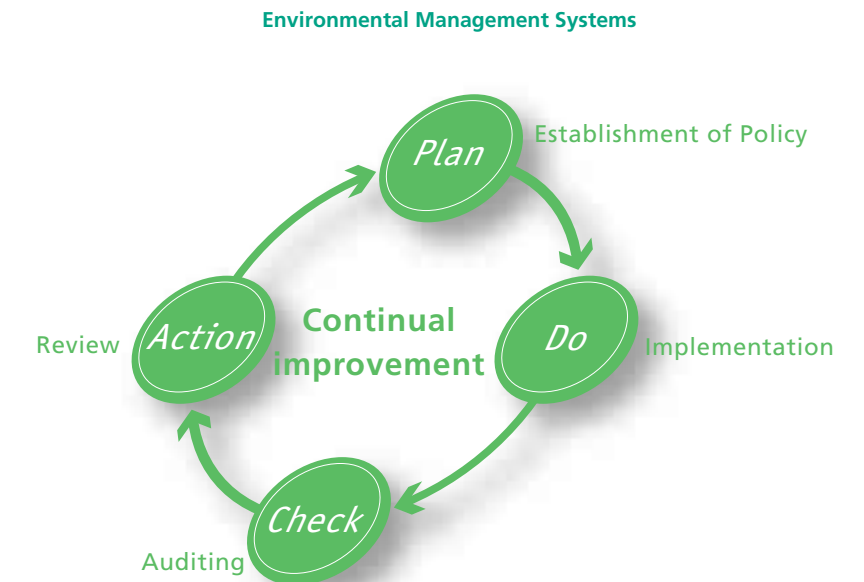 Environmental Management Systems
Plan
Establishment of Policy
Do
Implementation
Continual
improvement
Action
Review
Check
Auditing